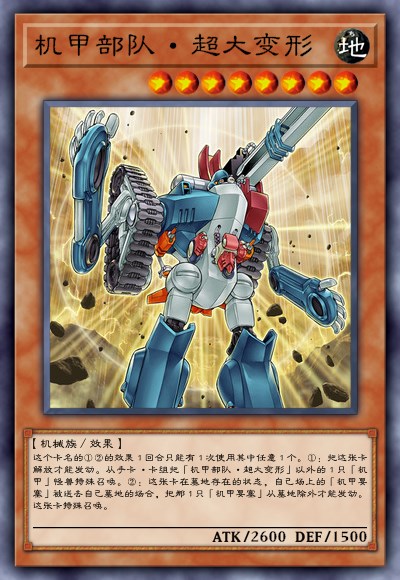 机甲部队·超大变形
地
【机械族／效果】
这个卡名的①②的效果1回合只能有1次使用其中任意1个。①：把这张卡
解放才能发动。从手卡·卡组把「机甲部队·超大变形」以外的1只「机
甲」怪兽特殊召唤。②：这张卡在墓地存在的状态，自己场上的「机甲要
塞」被送去自己墓地的场合，把那1只「机甲要塞」从墓地除外才能发动。
这张卡特殊召唤。
ATK/2600 DEF/1500